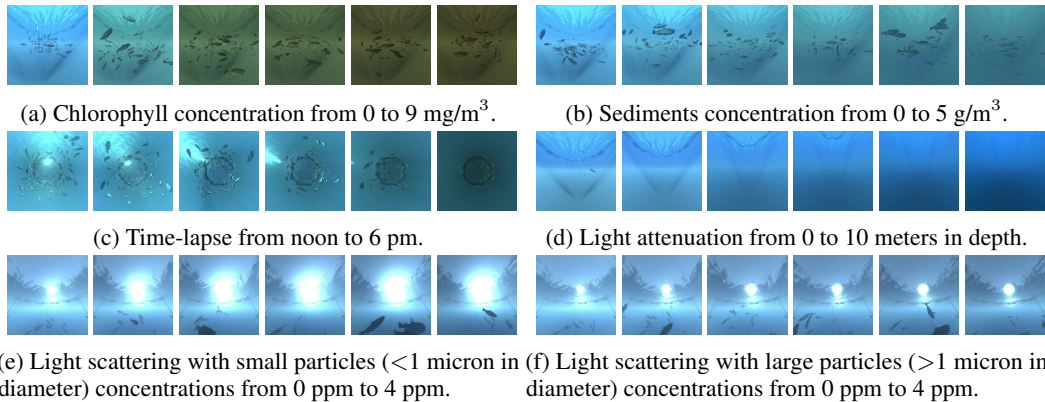 (a) Chlorophyll concentration from 0 to 9 mg/m³.
(b) Sediments concentration from 0 to 5 g/m³.
(c) Time-lapse from noon to 6 pm.
(d) Light attenuation from 0 to 10 meters in depth.
(e) Light scattering with small particles (<1 micron in
diameter) concentrations from 0 ppm to 4 ppm.
(f) Light scattering with large particles (>1 micron in
diameter) concentrations from 0 ppm to 4 ppm.